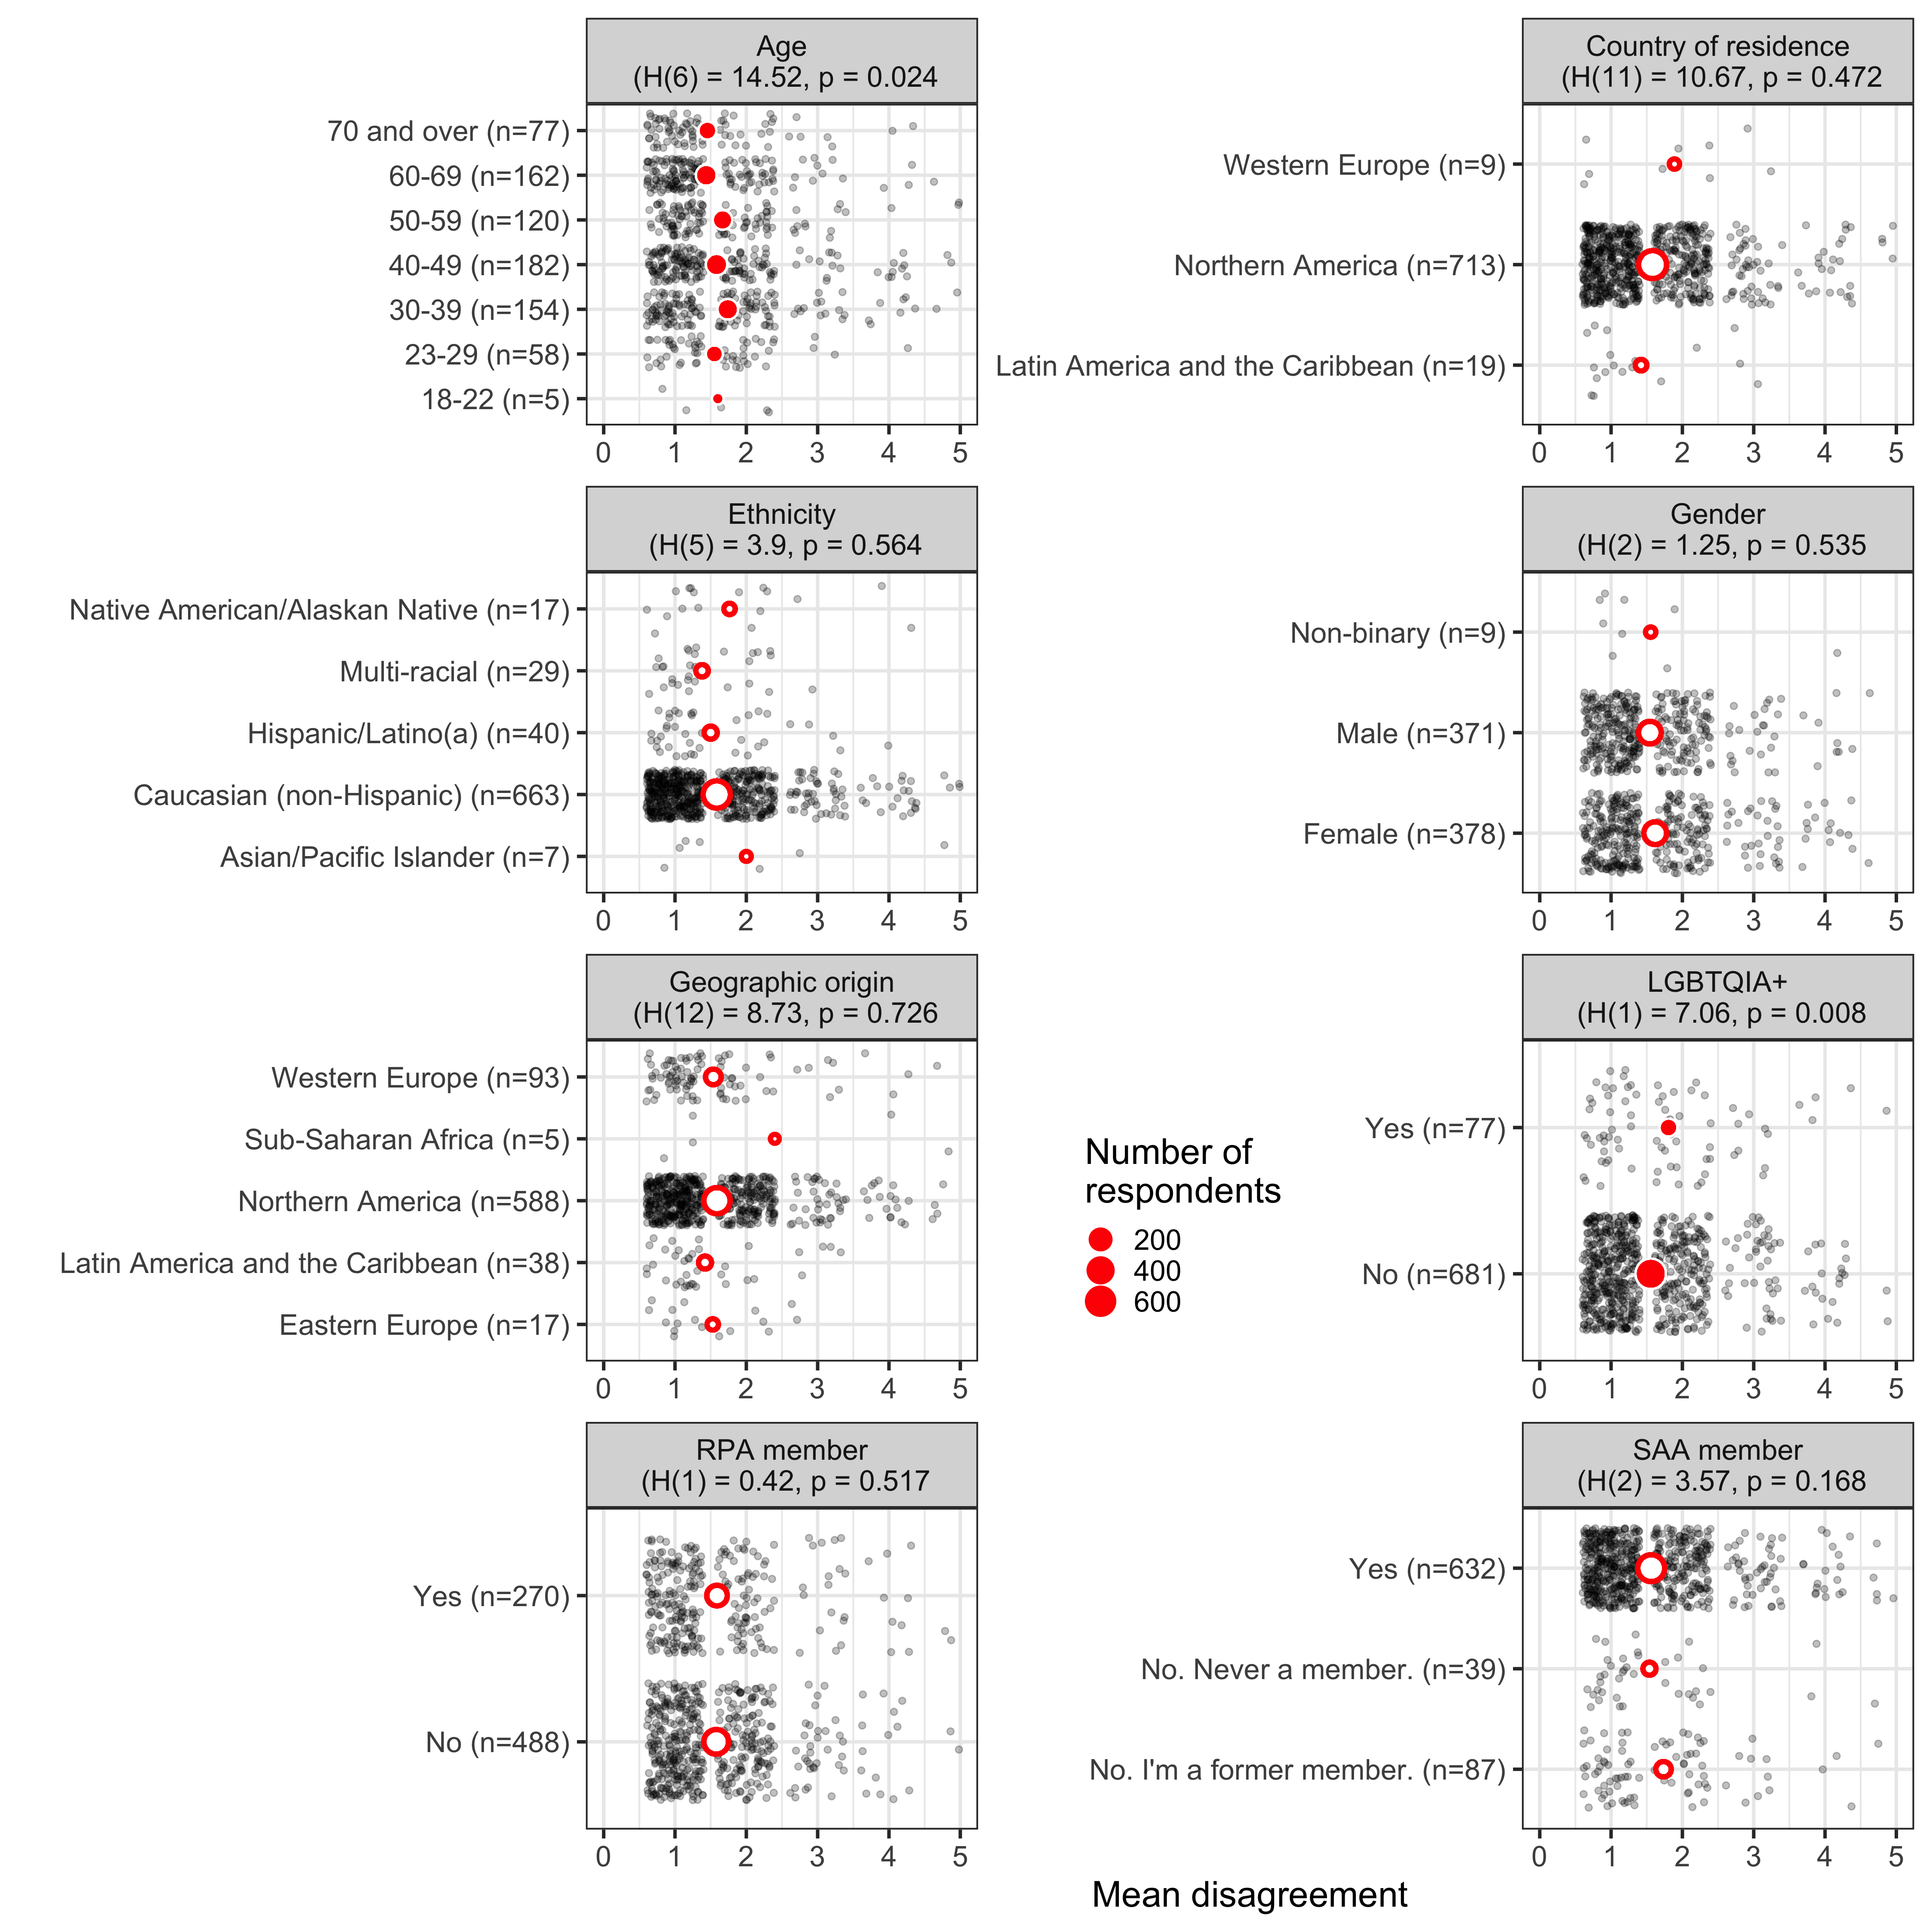 Age
(H(6) = 14.52, p = 0.024)
70 and over (n=77)
60-69 (n=162)
50-59 (n=120)
40-49 (n=182)
30-39 (n=154)
23-29 (n=58)
18-22 (n=5)
0 1 2 3 4 5
Country of residence
(H(11) = 10.67, p = 0.472)
Western Europe (n=9)
Northern America (n=713)
Latin America and the Caribbean (n=19)
0 1 2 3 4 5
Ethnicity
(H(5) = 3.9, p = 0.564)
Native American/Alaskan Native (n=17)
Multi-racial (n=29)
Hispanic/Latino(a) (n=40)
Caucasian (non-Hispanic) (n=663)
Asian/Pacific Islander (n=7)
0 1 2 3 4 5
Gender
(H(2) = 1.25, p = 0.535)
Non-binary (n=9)
Male (n=371)
Female (n=378)
0 1 2 3 4 5
Geographic origin
(H(12) = 8.73, p = 0.726)
Western Europe (n=93)
Sub-Saharan Africa (n=5)
Northern America (n=588)
Latin America and the Caribbean (n=38)
Eastern Europe (n=17)
0 1 2 3 4 5
Number of
respondents
200
400
600
LGBTQIA+
(H(1) = 7.06, p = 0.008)
Yes (n=77)
No (n=681)
0 1 2 3 4 5
RPA member
(H(1) = 0.42, p = 0.517)
Yes (n=270)
No (n=488)
0 1 2 3 4 5
SAA member
(H(2) = 3.57, p = 0.168)
Yes (n=632)
No. Never a member. (n=39)
No. I'm a former member. (n=87)
0 1 2 3 4 5
Mean disagreement